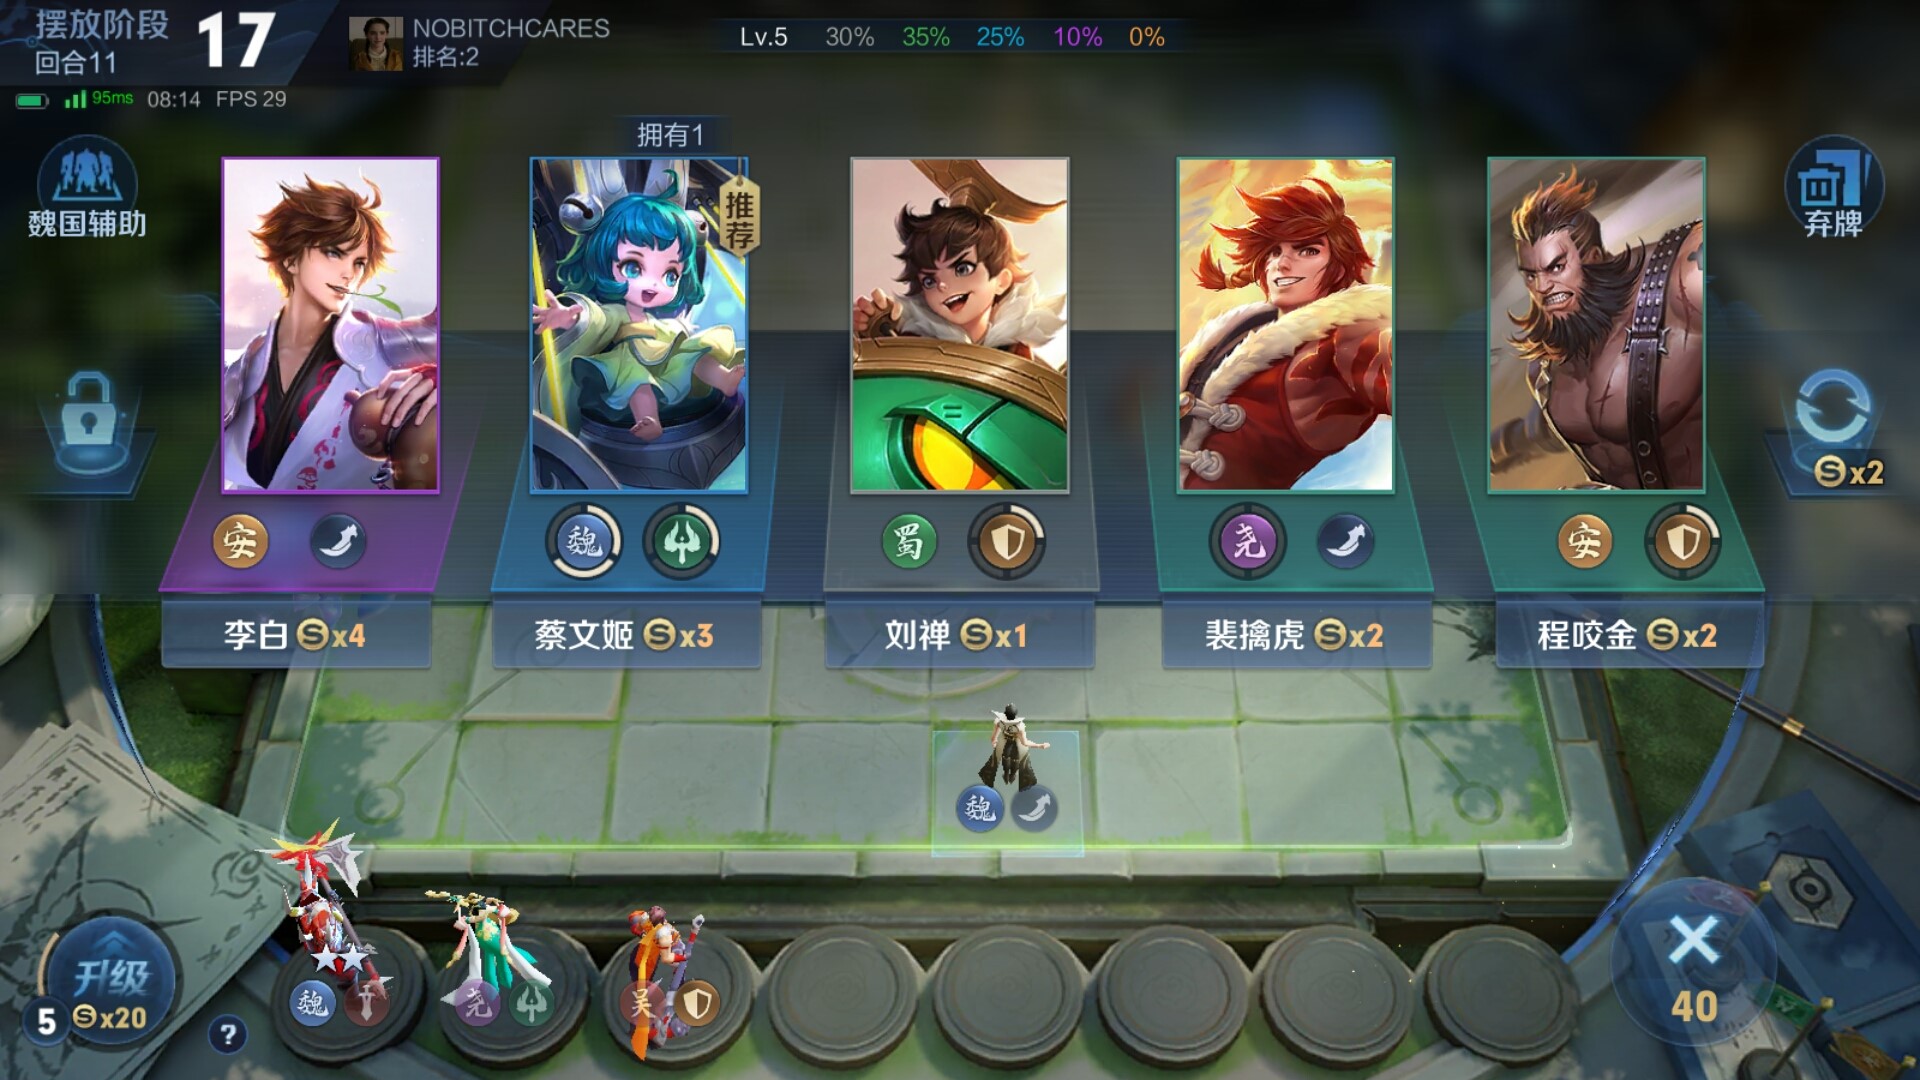 摆放阶段
回合11
17
NOBITCHCARES
排名:2
Lv.5 30% 35% 25% 10% 0%
95ms 08:14 FPS 29
拥有1
魏国辅助
推荐
弃牌
x2
安
魏
蜀
尧
安
李白 x4
蔡文姬 x3
刘禅 x1
裴擒虎 x2
程咬金 x2
魏
升级
5 x20
?
魏
尧
吴
40